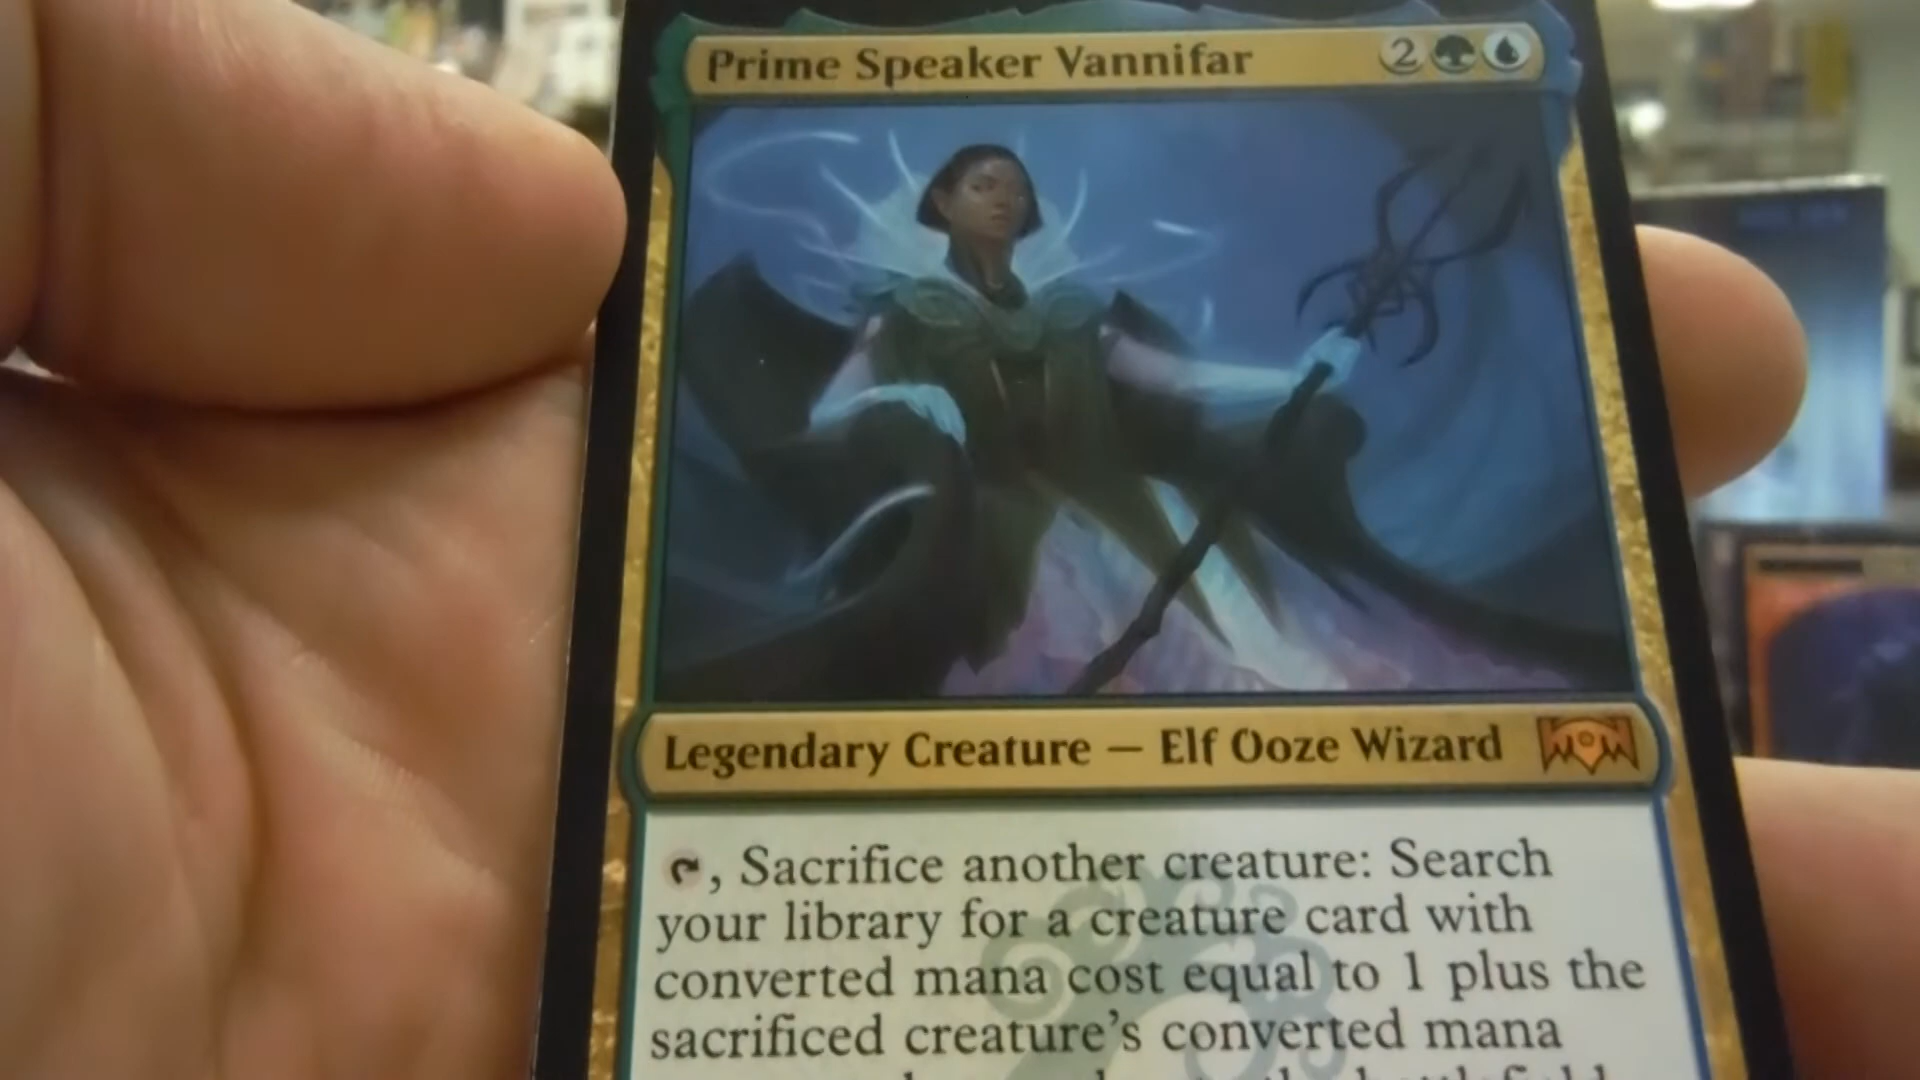 Prime Speaker Vannifar 2
Legendary Creature — Elf Ooze Wizard
, Sacrifice another creature: Search
your library for a creature card with
converted mana cost equal to 1 plus the
sacrificed creature's converted mana